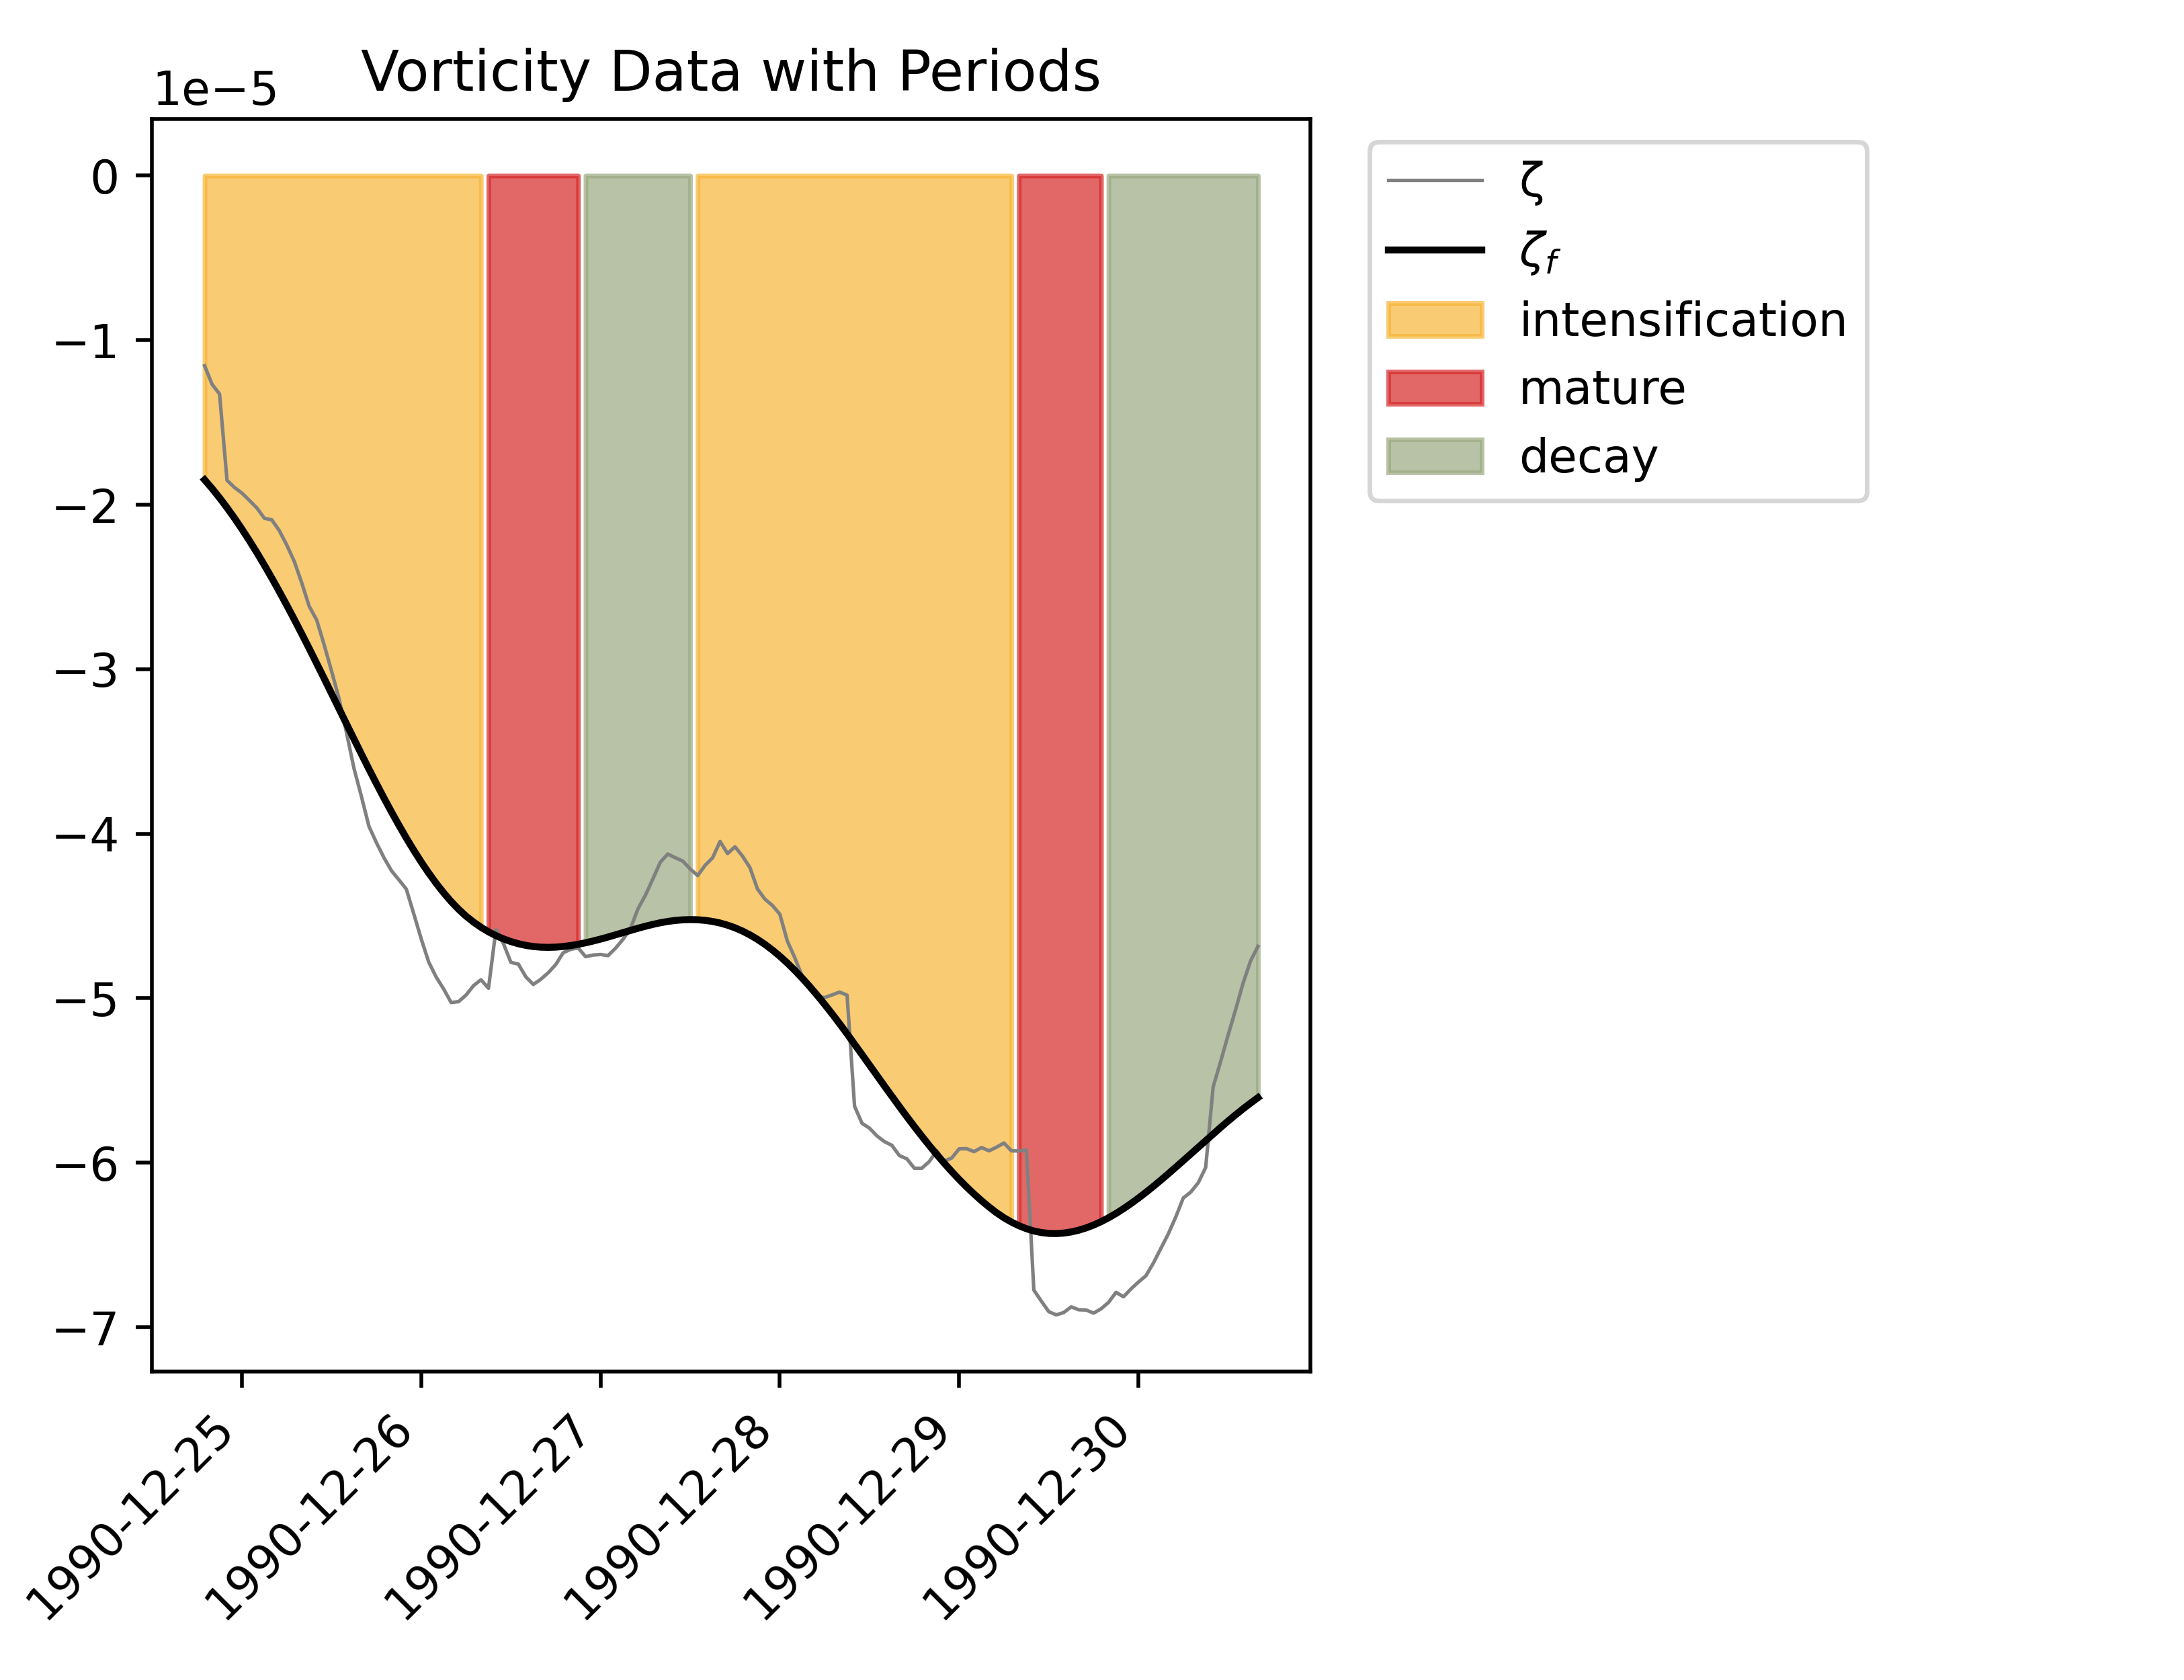 Vorticity Data with Periods
1e−5
0
−1
−2
−3
−4
−5
−6
−7
1990-12-25
1990-12-26
1990-12-27
1990-12-28
1990-12-29
1990-12-30
ζ
ζf
intensification
mature
decay